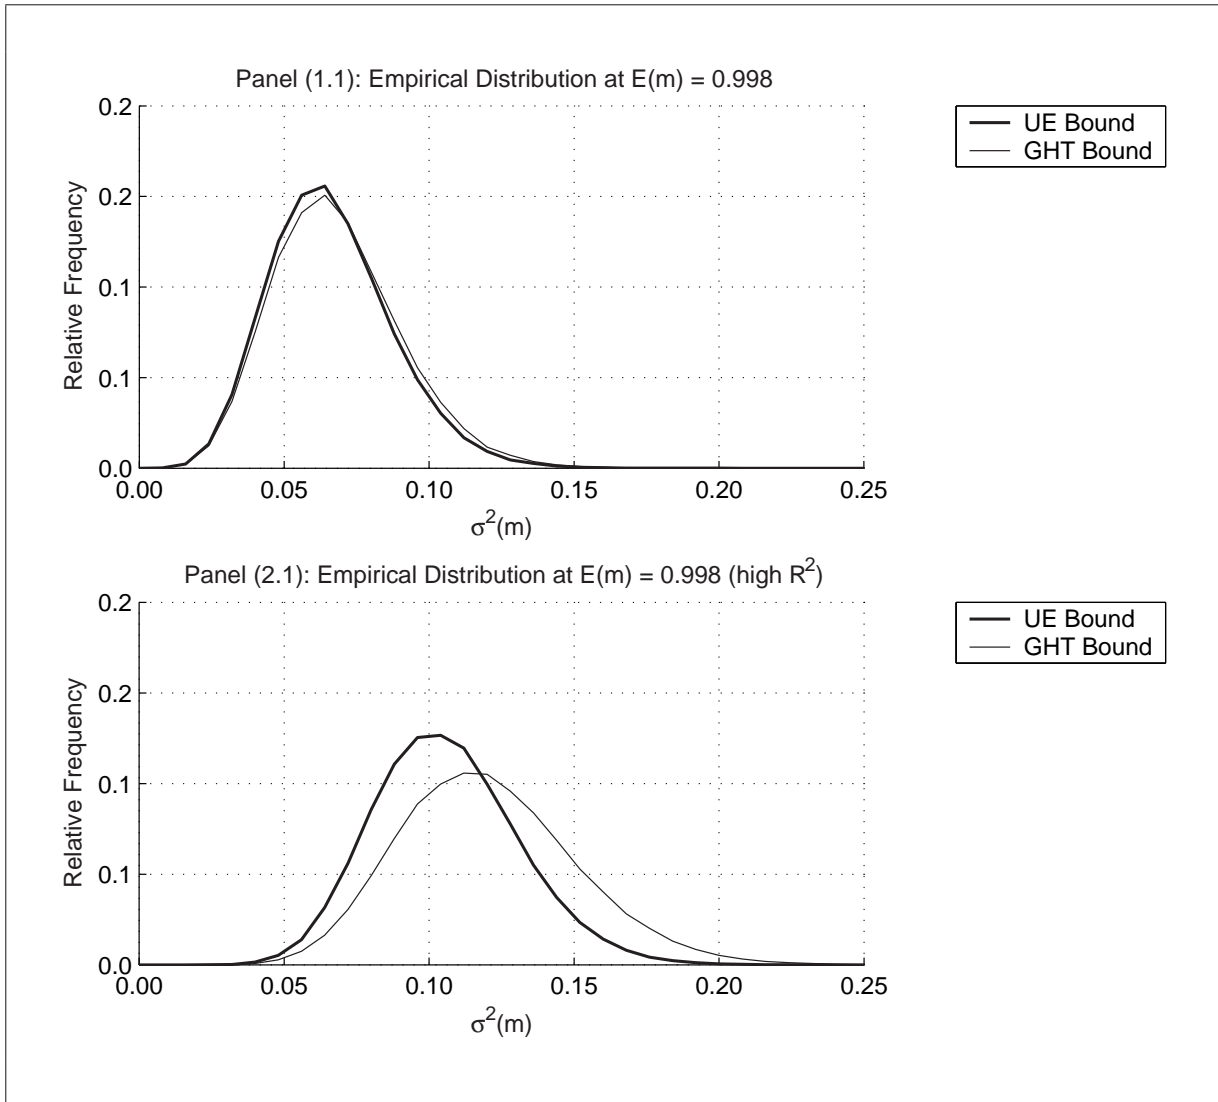 Panel (1.1): Empirical Distribution at E(m) = 0.998
0.2
0.2
0.1
0.1
0.0
Relative Frequency
0.00 0.05 0.10 0.15 0.20 0.25
σ²(m)
UE Bound
GHT Bound
Panel (2.1): Empirical Distribution at E(m) = 0.998 (high R²)
0.2
0.2
0.1
0.1
0.0
Relative Frequency
0.00 0.05 0.10 0.15 0.20 0.25
σ²(m)
UE Bound
GHT Bound